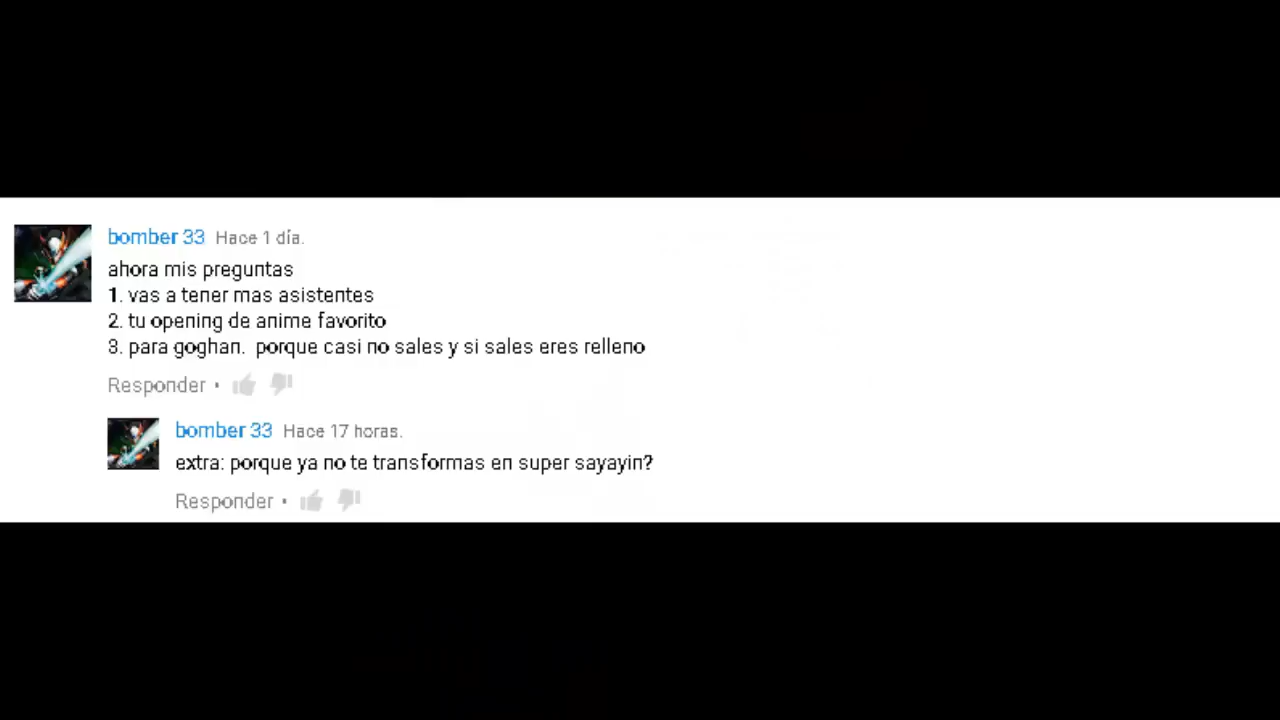 bomber 33 Hace 1 día.
ahora mis preguntas
1. vas a tener mas asistentes
2. tu opening de anime favorito
3. para goghan. porque casi no sales y si sales eres relleno
Responder •
bomber 33 Hace 17 horas.
extra: porque ya no te transformas en super sayayin?
Responder •